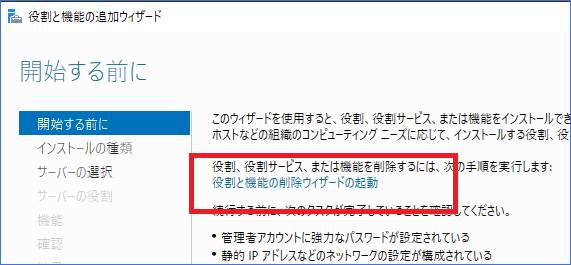 役割と機能の追加ウィザード
開始する前に
開始する前に
インストールの種類
サーバーの選択
サーバーの役割
機能
確認
このウィザードを使用すると、役割、役割サービス、または機能をインストールでき
ホストなどの組織のコンピューティング ニーズに応じて、インストールする役割、役
役割、役割サービス、または機能を削除するには、次の手順を実行します:
役割と機能の削除ウィザードの起動
続行する前に、次のタスクが完了していることを確認してください。
• 管理者アカウントに強力なパスワードが設定されている
• 静的 IP アドレスなどのネットワークの設定が構成されている